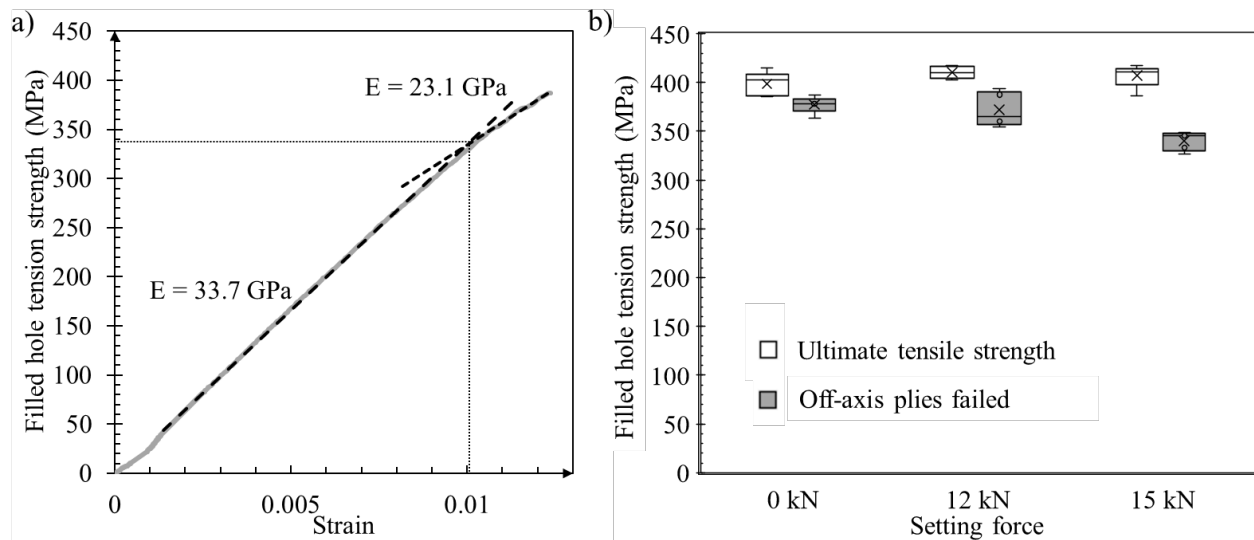 a)
Filled hole tension strength (MPa)
450
400
350
300
250
200
150
100
50
0
E = 23.1 GPa
E = 33.7 GPa
0
0.005
0.01
Strain
b)
Filled hole tension strength (MPa)
450
400
350
300
250
200
150
100
50
0
Ultimate tensile strength
Off-axis plies failed
0 kN
12 kN
15 kN
Setting force